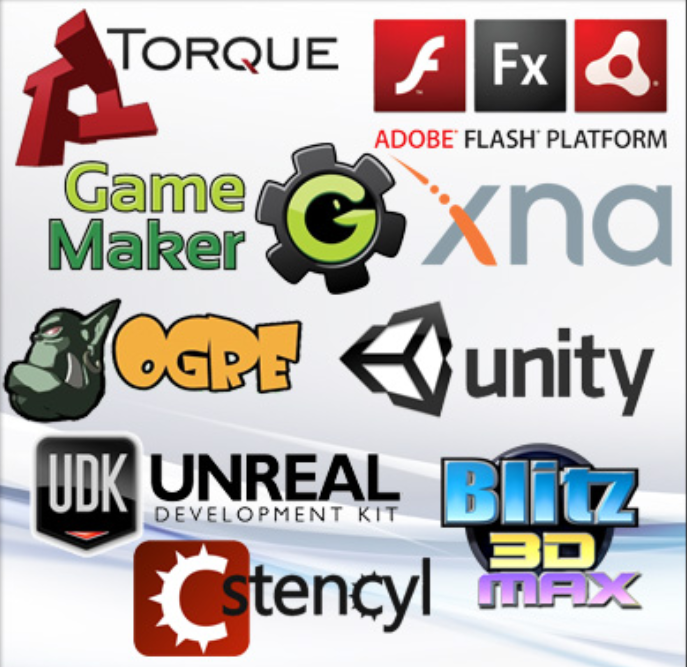 TORQUE
f Fx
ADOBE® FLASH® PLATFORM
Game
Maker
G
xna
OGRE
unity
UDK
UNREAL
DEVELOPMENT KIT
Blitz
3D
MAX
stencyl